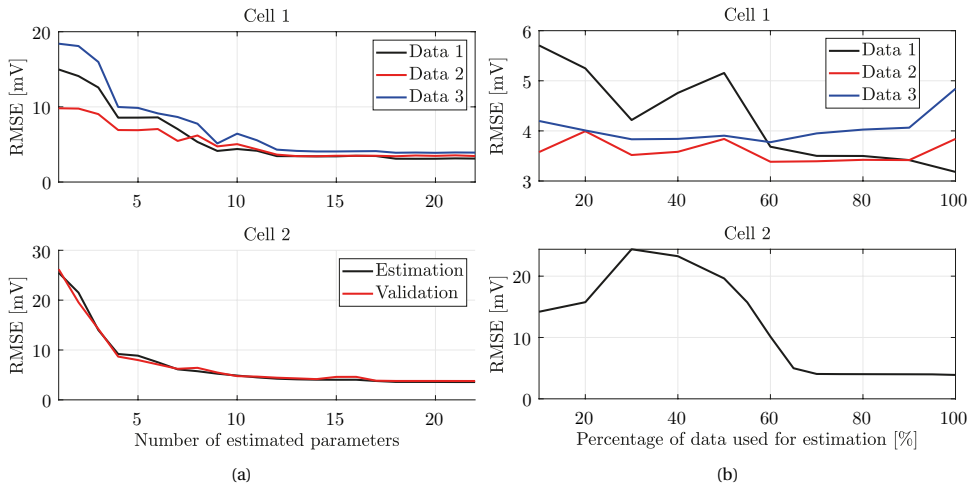 Cell 1
RMSE [mV]
20
10
0
5
10
15
20
Data 1
Data 2
Data 3
Cell 2
RMSE [mV]
30
20
10
0
5
10
15
20
Estimation
Validation
Number of estimated parameters
(a)
Cell 1
RMSE [mV]
6
5
4
3
20
40
60
80
100
Data 1
Data 2
Data 3
Cell 2
RMSE [mV]
20
10
0
20
40
60
80
100
Percentage of data used for estimation [%]
(b)